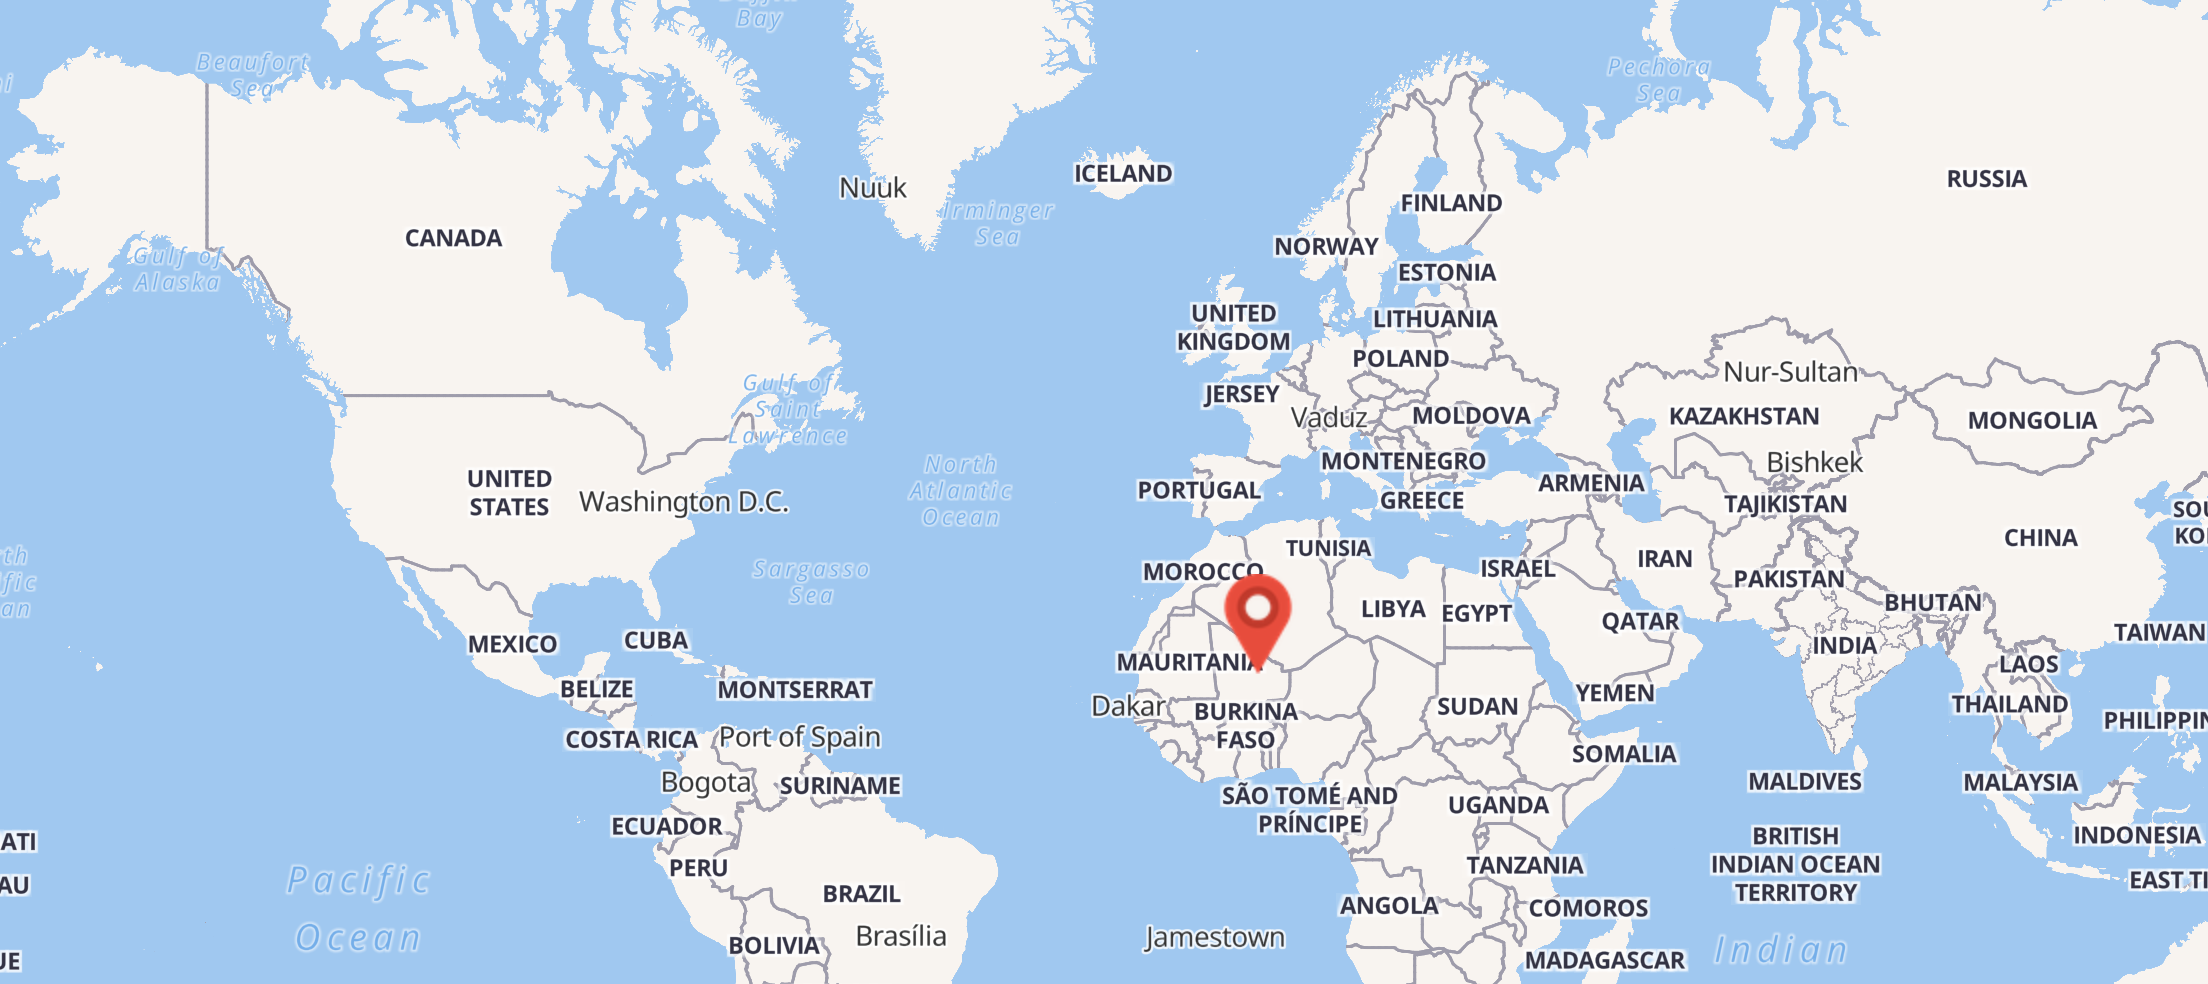 Baffin
Bay
Beaufort
Sea
Pechora
Sea
ICELAND
RUSSIA
Nuuk
FINLAND
Irminger
Sea
CANADA
NORWAY
Gulf of
Alaska
ESTONIA
UNITED
KINGDOM
LITHUANIA
POLAND
Nur-Sultan
Gulf of
Saint
Lawrence
JERSEY
Vaduz
MOLDOVA
KAZAKHSTAN
MONGOLIA
North
Atlantic
Ocean
MONTENEGRO
Bishkek
UNITED
STATES
Washington D.C.
PORTUGAL
GREECE
ARMENIA
TAJIKISTAN
SOU
KO
CHINA
TUNISIA
IRAN
th
ific
an
Sargasso
Sea
MOROCCO
ISRAEL
PAKISTAN
LIBYA
EGYPT
QATAR
BHUTAN
TAIWAN
MEXICO
CUBA
INDIA
MAURITANIA
LAOS
BELIZE
MONTSERRAT
Dakar
BURKINA
FASO
SUDAN
YEMEN
THAILAND
PHILIPPIN
COSTA RICA
Port of Spain
SOMALIA
Bogota
SURINAME
MALDIVES
MALAYSIA
SÃO TOMÉ AND
PRÍNCIPE
UGANDA
ECUADOR
ATI
BRITISH
INDIAN OCEAN
TERRITORY
INDONESIA
PERU
TANZANIA
AU
Pacific
Ocean
BRAZIL
EAST TI
ANGOLA
COMOROS
Brasília
Jamestown
BOLIVIA
Indian
UE
MADAGASCAR